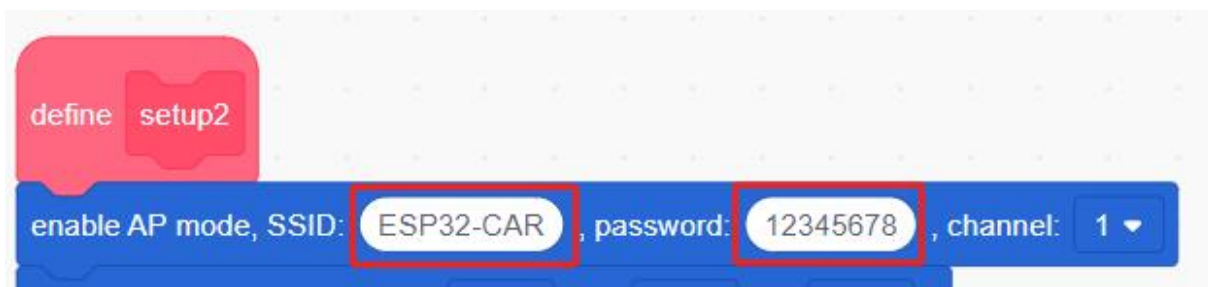 define setup2
enable AP mode, SSID: ESP32-CAR , password: 12345678 , channel: 1